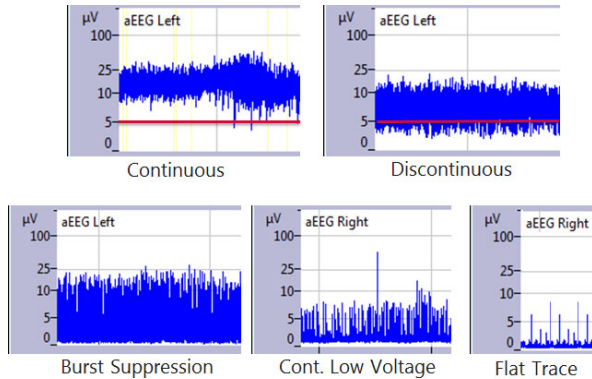 µV aEEG Left
100
25
10
5
0
Continuous
µV aEEG Left
100
25
10
5
0
Discontinuous
µV aEEG Left
100
25
10
5
0
Burst Suppression
µV aEEG Right
100
25
10
5
0
Cont. Low Voltage
µV aEEG Right
100
25
10
5
0
Flat Trace